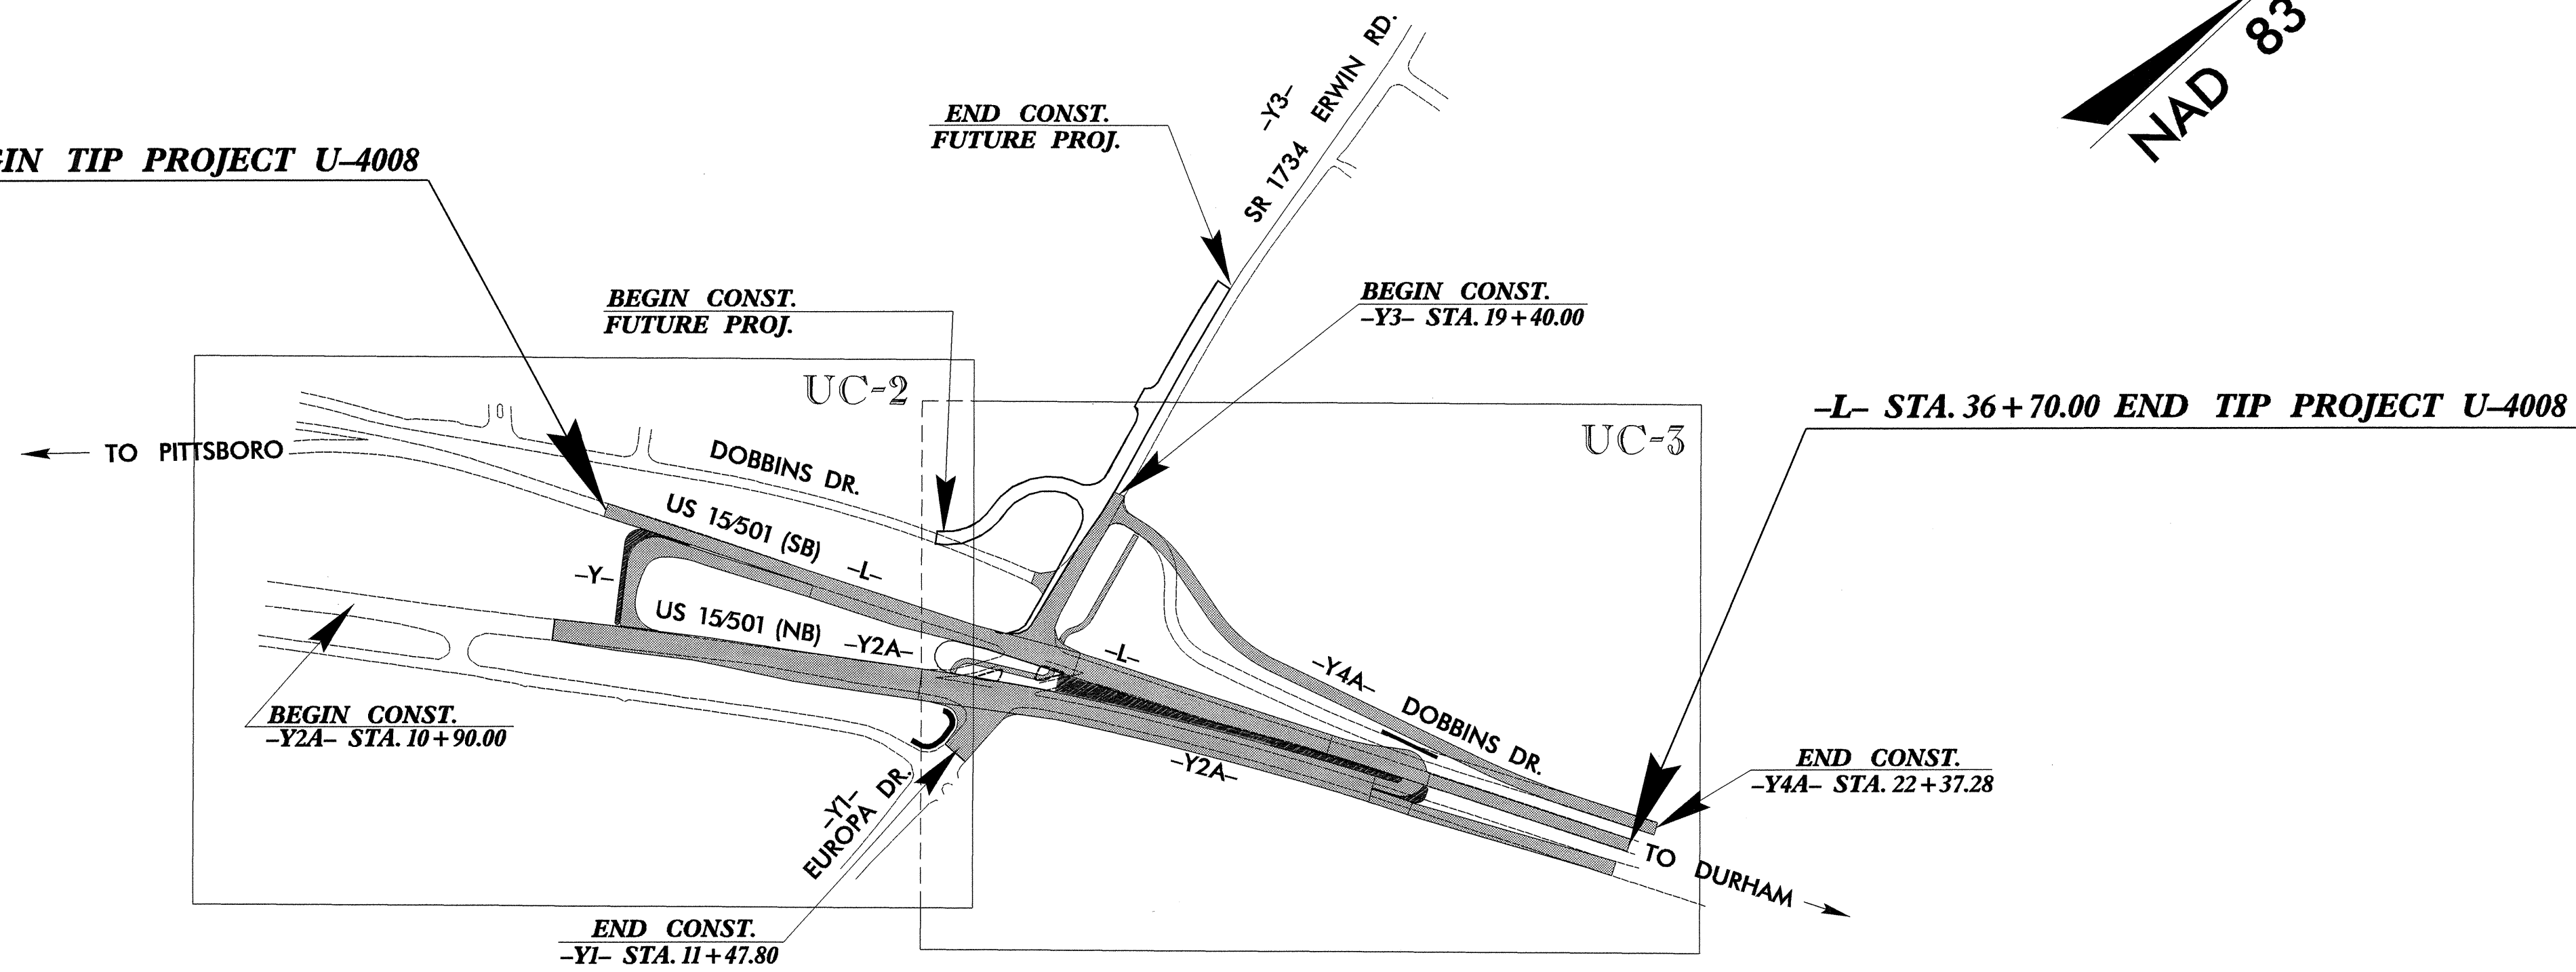 NAD 83
-Y3-
SR 1734 ERWIN RD.
END CONST.
FUTURE PROJ.
GIN TIP PROJECT U-4008
BEGIN CONST.
FUTURE PROJ.
BEGIN CONST.
-Y3- STA. 19+40.00
UC-2
-L- STA. 36+70.00 END TIP PROJECT U-4008
UC-3
TO PITTSBORO
DOBBINS DR.
US 15/501 (SB)
-L-
-Y-
US 15/501 (NB)
-Y2A-
-L-
-Y4A- DOBBINS DR.
BEGIN CONST.
-Y2A- STA. 10+90.00
-Y2A-
END CONST.
-Y4A- STA. 22+37.28
-Y1-
EUROPA DR.
TO DURHAM
END CONST.
-Y1- STA. 11+47.80